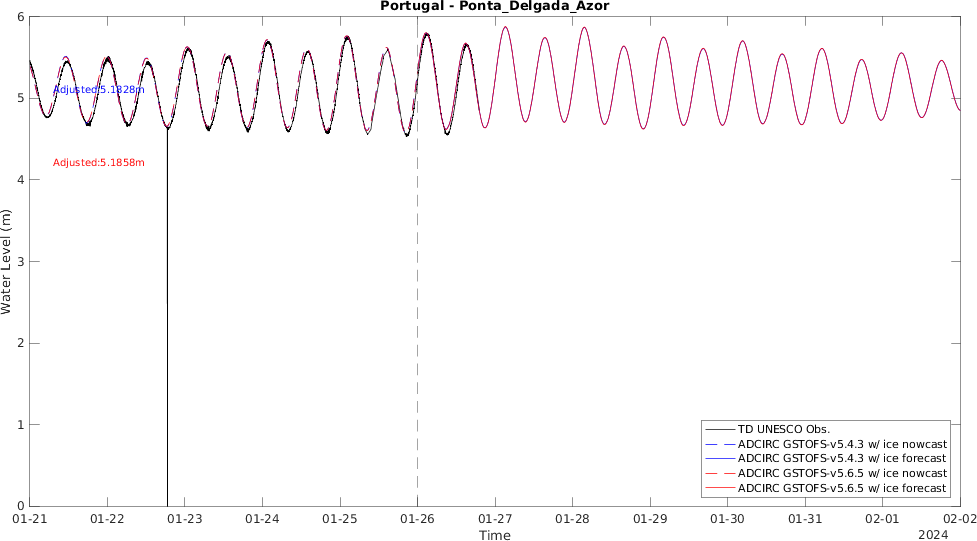 Portugal - Ponta_Delgada_Azor
6
5
4
3
2
1
0
Water Level (m)
Adjusted:5.1828m
Adjusted:5.1858m
TD UNESCO Obs.
ADCIRC GSTOFS-v5.4.3 w/ ice nowcast
ADCIRC GSTOFS-v5.4.3 w/ ice forecast
ADCIRC GSTOFS-v5.6.5 w/ ice nowcast
ADCIRC GSTOFS-v5.6.5 w/ ice forecast
01-21 01-22 01-23 01-24 01-25 01-26 01-27 01-28 01-29 01-30 01-31 02-01 02-02
Time
2024